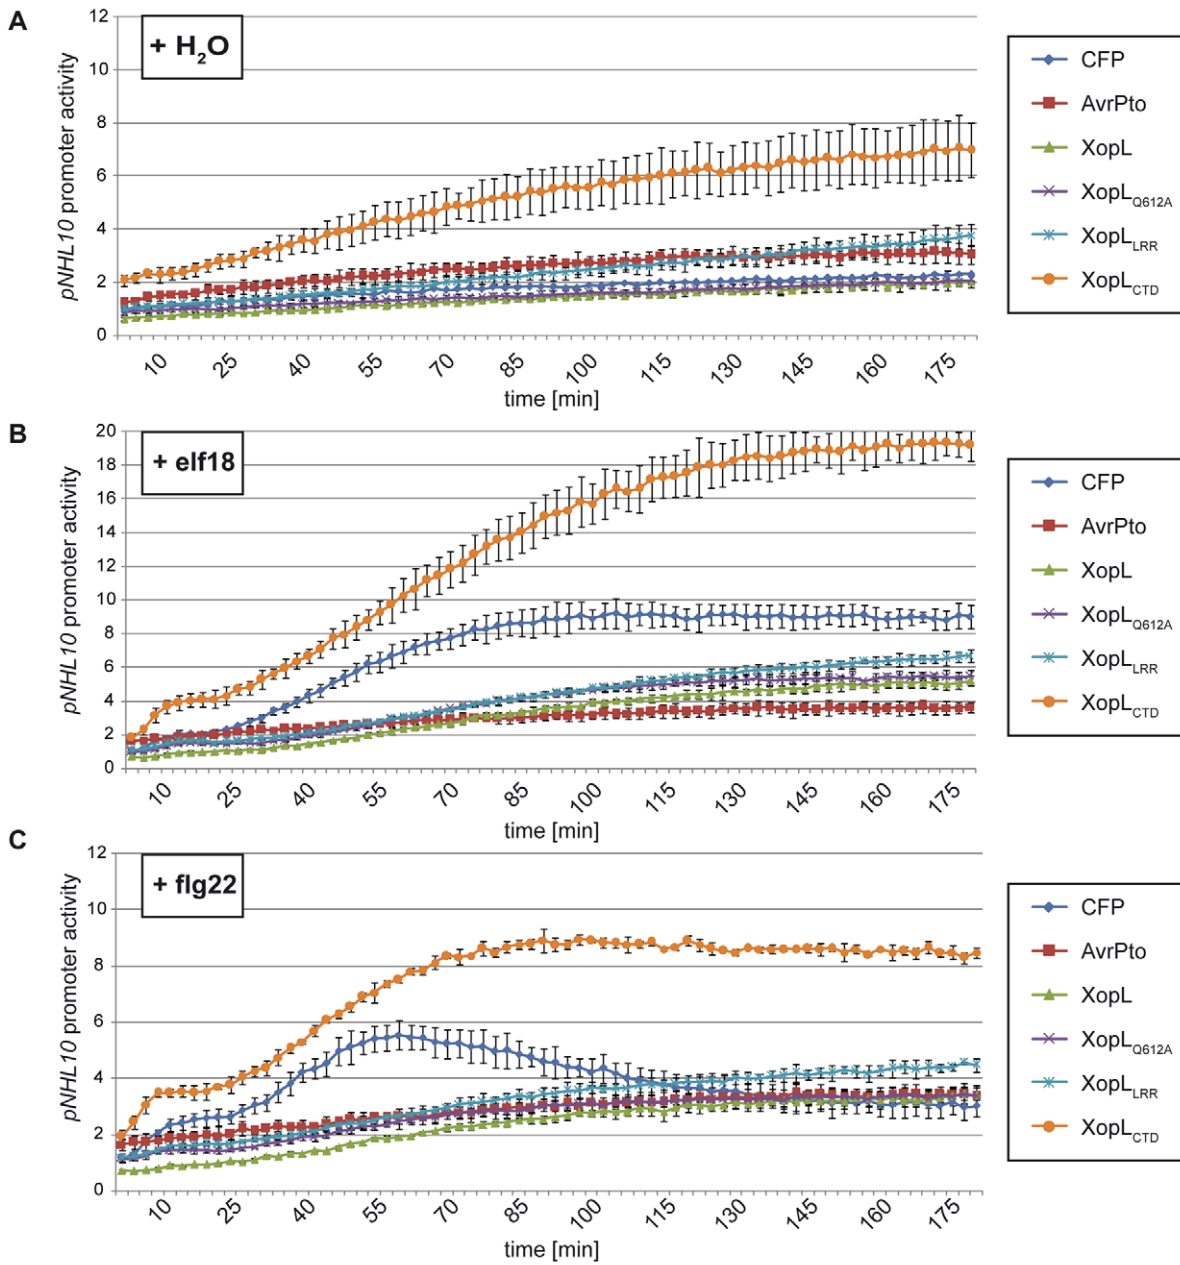 A
+ H2O
pNHL10 promoter activity
12
10
8
6
4
2
0
10 25 40 55 70 85 100 115 130 145 160 175
time [min]
CFP
AvrPto
XopL
XopLQ612A
XopLLRR
XopLCTD
B
+ elf18
pNHL10 promoter activity
20
18
16
14
12
10
8
6
4
2
0
10 25 40 55 70 85 100 115 130 145 160 175
time [min]
CFP
AvrPto
XopL
XopLQ612A
XopLLRR
XopLCTD
C
+ flg22
pNHL10 promoter activity
12
10
8
6
4
2
0
10 25 40 55 70 85 100 115 130 145 160 175
time [min]
CFP
AvrPto
XopL
XopLQ612A
XopLLRR
XopLCTD